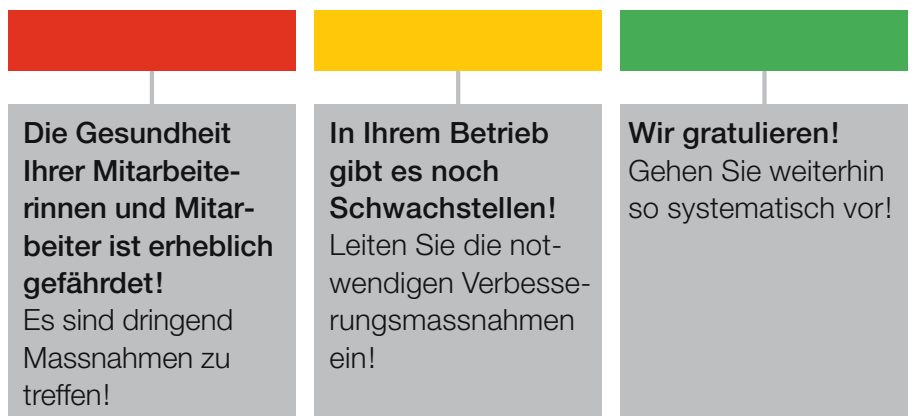 Die Gesundheit
Ihrer Mitarbeite-
rinnen und Mitar-
beiter ist erheblich
gefährdet!
Es sind dringend
Massnahmen zu
treffen!
In Ihrem Betrieb
gibt es noch
Schwachstellen!
Leiten Sie die not-
wendigen Verbesse-
rungsmassnahmen
ein!
Wir gratulieren!
Gehen Sie weiterhin
so systematisch vor!